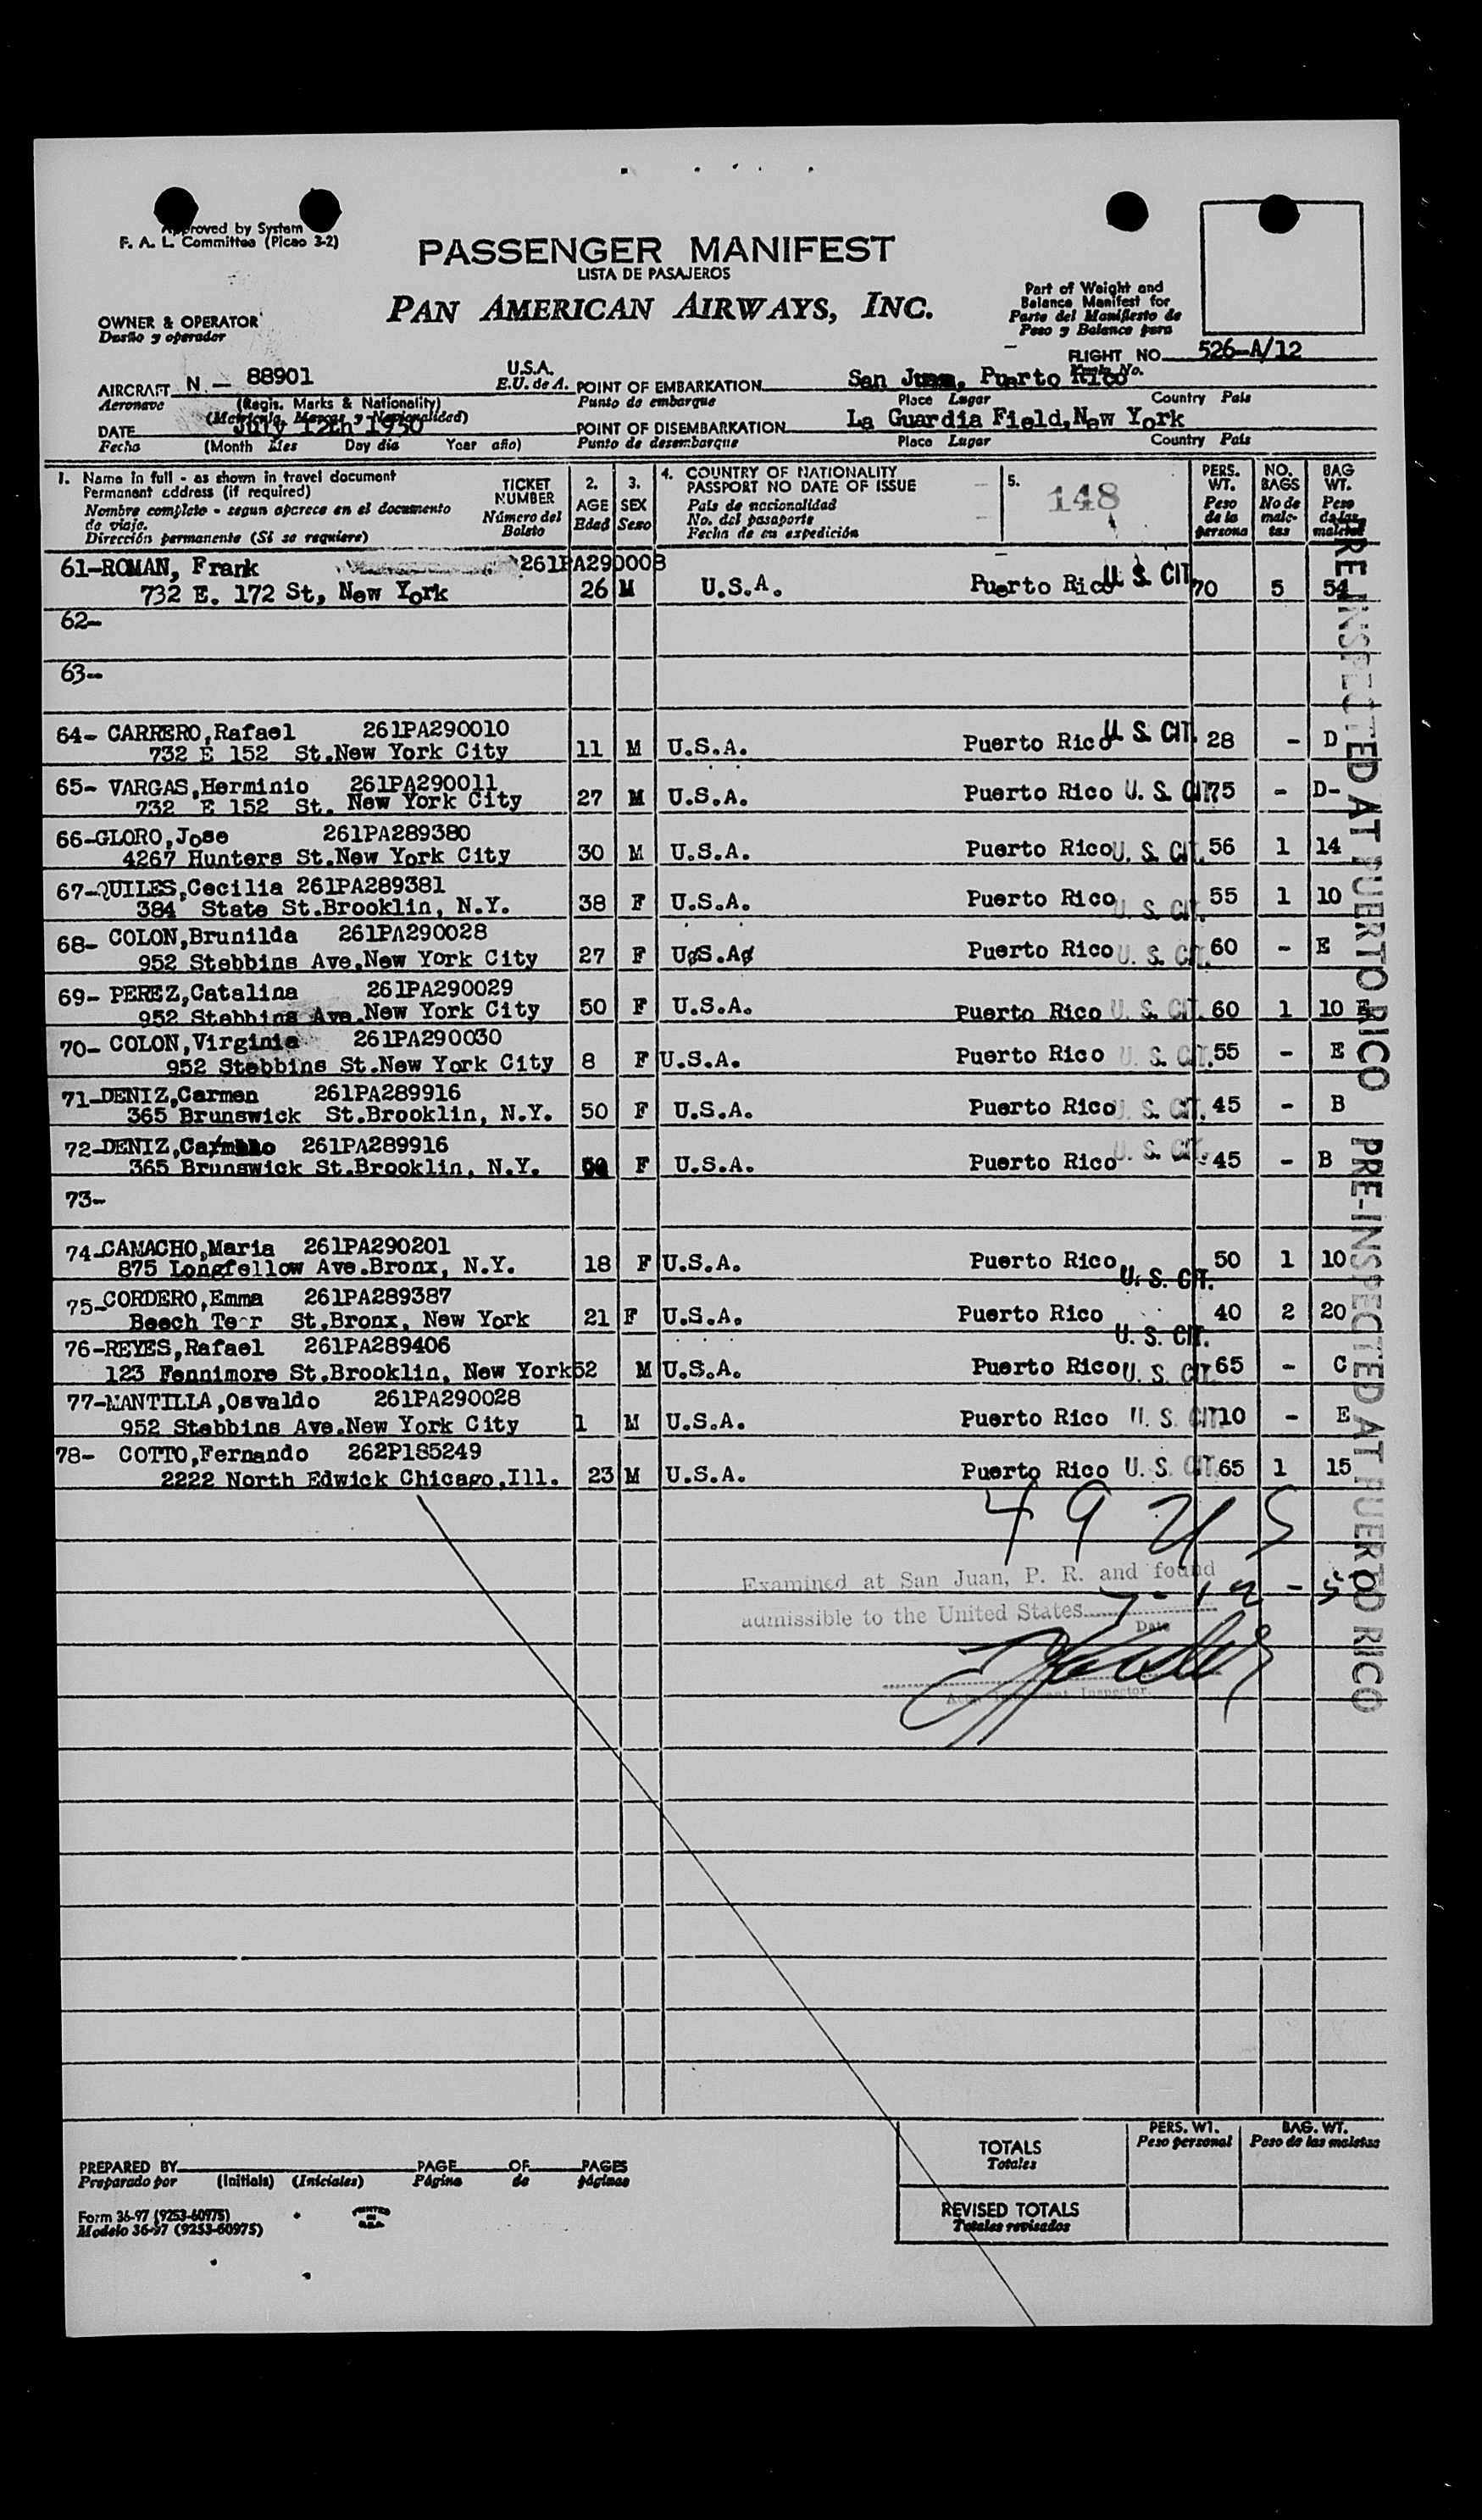 Approved by System
F. A. L. Committee (Picao 3-2)
PASSENGER MANIFEST
LISTA DE PASAJEROS
PAN AMERICAN AIRWAYS, INC.
Part of Weight and
Balance Manifest for
Parte del Manifiesto de
Peso y Balance para
OWNER & OPERATOR
Dueño y operador
FLIGHT NO. 526-A/12
Vuelo No.
AIRCRAFT N - 88901
Aeronave
(Regis. Marks & Nationality)
(Matricula, Marcas y Nacionalidad)
U.S.A.
E.U. de A.
POINT OF EMBARKATION San Juan, Puerto Rico
Punto de embarque
Place Lugar
Country Pais
DATE July 12th 1950
Fecha
(Month Mes Day dia Year año)
POINT OF DISEMBARKATION La Guardia Field, New York
Punto de desembarque
Place Lugar
Country Pais
1. Name in full - as shown in travel document
Permanent address (if required)
Nombre completo - segun aparece en el documento
de viaje.
Dirección permanente (Si se requiere)
TICKET
NUMBER
Número del
Boleto
2.
AGE
Edad
3.
SEX
Sexo
4. COUNTRY OF NATIONALITY
PASSPORT NO DATE OF ISSUE
Pais de nacionalidad
No. del pasaporte
Fecha de su expedición
5. 148
PERS.
WT.
Peso
de la
persona
NO.
BAGS
No de
male-
tas
BAG
WT.
Peso
de las
maletas
61-ROMAN, Frank 261PA290008
732 E. 172 St, New York 26 M U.S.A. Puerto Rico U. S. CIT 70 5 54
62-
63-
64- CARRERO,Rafael 261PA290010
732 E 152 St.New York City 11 M U.S.A. Puerto Rico U. S. CIT. 28 - D
65- VARGAS,Herminio 261PA290011
732 E 152 St. New York City 27 M U.S.A. Puerto Rico U. S. CIT. 75 - D-
66-GLORO,Jose 261PA289380
4267 Hunters St.New York City 30 M U.S.A. Puerto Rico U. S. CIT. 56 1 14
67-QUILES,Cecilia 261PA289381
384 State St.Brooklin, N.Y. 38 F U.S.A. Puerto Rico U. S. CIT. 55 1 10
68- COLON,Brunilda 261PA290028
952 Stebbins Ave.New York City 27 F U.S.A. Puerto Rico U. S. CIT. 60 - E
69- PEREZ,Catalina 261PA290029
952 Stebbins Ave.New York City 50 F U.S.A. Puerto Rico U. S. CIT. 60 1 10 E
70- COLON,Virginia 261PA290030
952 Stebbins St.New York City 8 F U.S.A. Puerto Rico U. S. CIT. 55 - E
71-DENIZ,Carmen 261PA289916
365 Brunswick St.Brooklin, N.Y. 50 F U.S.A. Puerto Rico U. S. CIT. 45 - B
72-DENIZ, 261PA289916
365 Brunswick St.Brooklin, N.Y. F U.S.A. Puerto Rico U. S. CIT. 45 - B
73-
74-CAMACHO,Maria 261PA290201
875 Longfellow Ave.Bronx, N.Y. 18 F U.S.A. Puerto Rico U. S. CIT. 50 1 10
75-CORDERO,Emma 261PA289387
Beech Terr St.Bronx, New York 21 F U.S.A. Puerto Rico U. S. CIT. 40 2 20
76-REYES,Rafael 261PA289406
123 Fennimore St.Brooklin, New York 52 M U.S.A. Puerto Rico U. S. CIT. 65 - C
77-MANTILLA,Osvaldo 261PA290028
952 Stebbins Ave.New York City 1 M U.S.A. Puerto Rico U. S. CIT. 10 - E
78- COTTO,Fernando 262P185249
2222 North Edwick Chicago,Ill. 23 M U.S.A. Puerto Rico U. S. CIT. 65 1 15
49 US
Examined at San Juan, P. R. and found
admissible to the United States 7-12-50
Date
Inspector.
PRE-INSPECTED AT PUERTO RICO
PRE-INSPECTED AT PUERTO RICO
PREPARED BY
Preparado por
(Initials) (Iniciales)
PAGE OF PAGES
Página de páginas
TOTALS
Totales
PERS. WT.
Peso personal
BAG. WT.
Peso de las maletas
REVISED TOTALS
Totales revisados
Form 36-97 (9253-60975)
Modelo 36-97 (9253-60975)
PRINTED
IN
U.S.A.